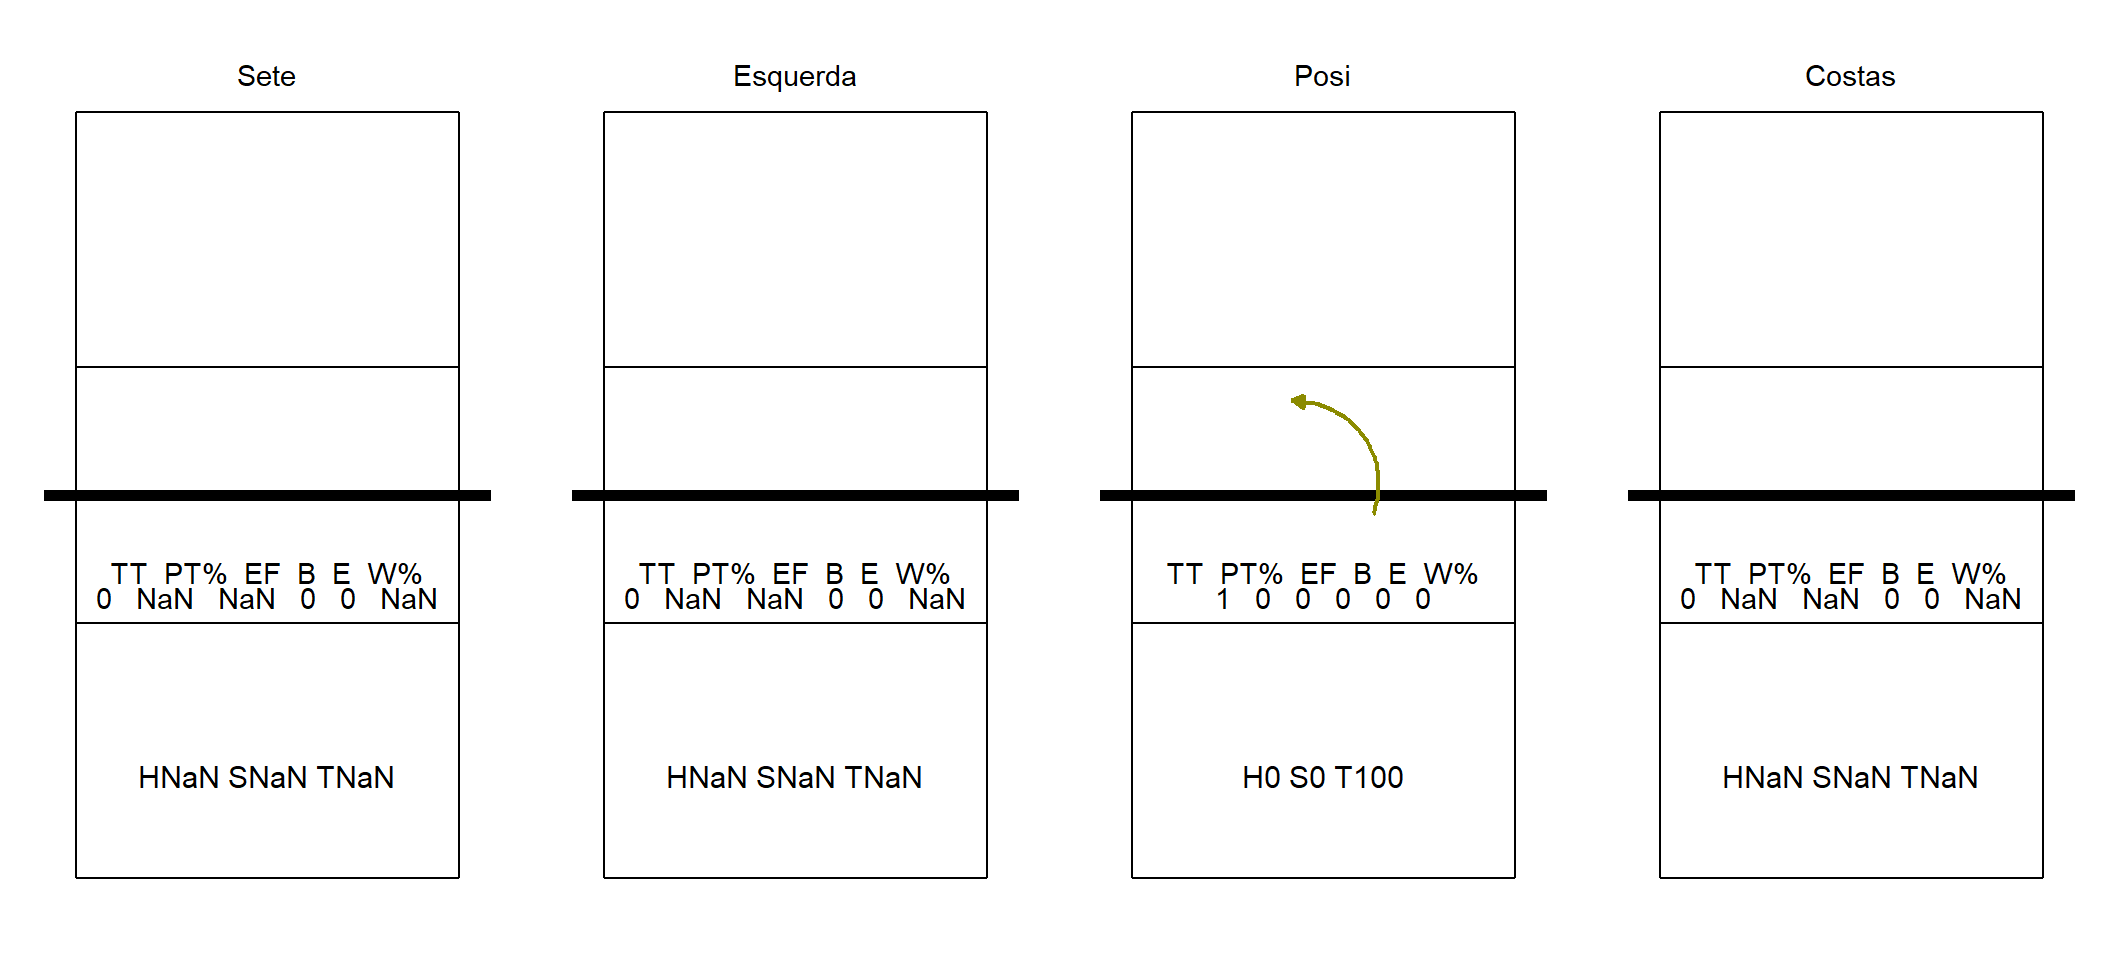 Sete
TT PT% EF B E W%
0 NaN NaN 0 0 NaN
HNaN SNaN TNaN
Esquerda
TT PT% EF B E W%
0 NaN NaN 0 0 NaN
HNaN SNaN TNaN
Posi
TT PT% EF B E W%
1 0 0 0 0 0
H0 S0 T100
Costas
TT PT% EF B E W%
0 NaN NaN 0 0 NaN
HNaN SNaN TNaN